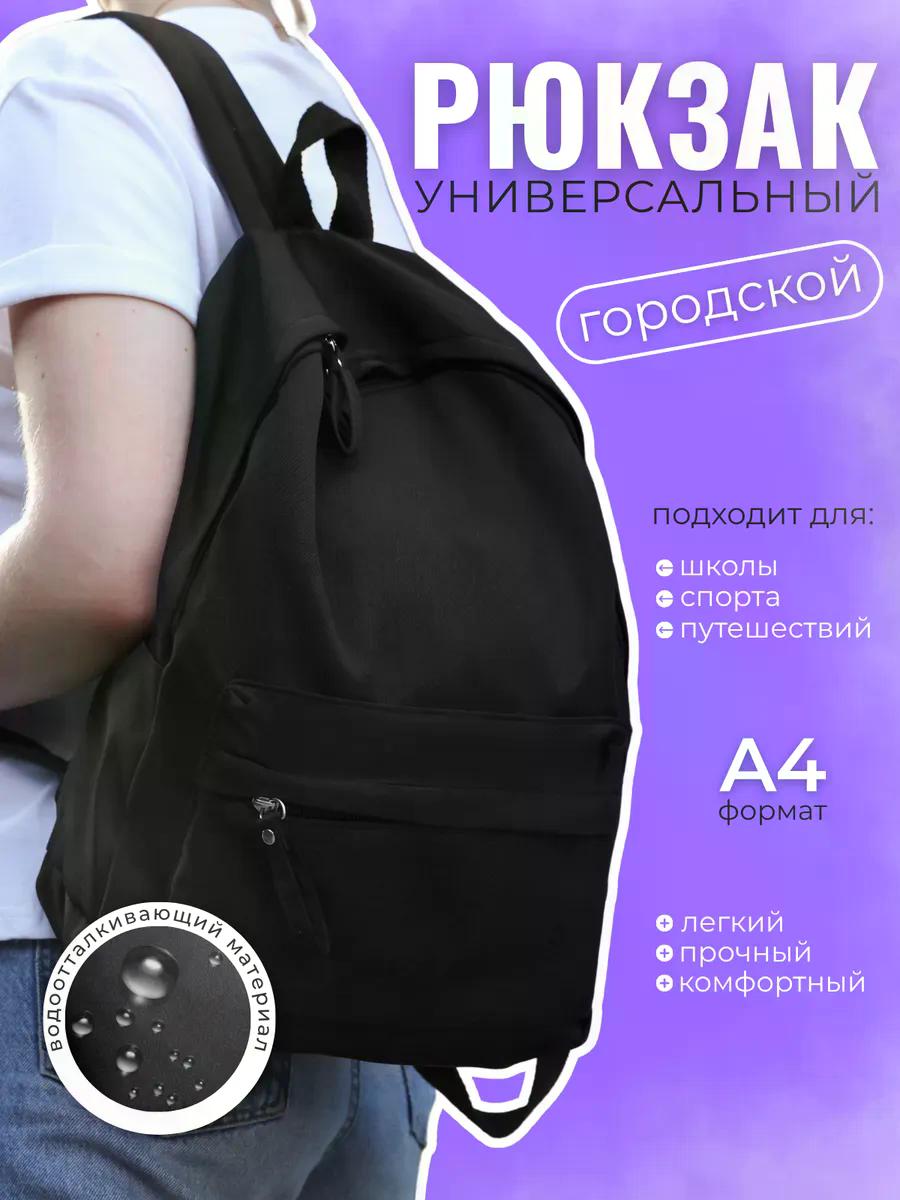 РЮКЗАК
УНИВЕРСАЛЬНЫЙ
городской
подходит для:
школы
спорта
путешествий
А4
формат
легкий
прочный
комфортный
водоотталкивающий материал